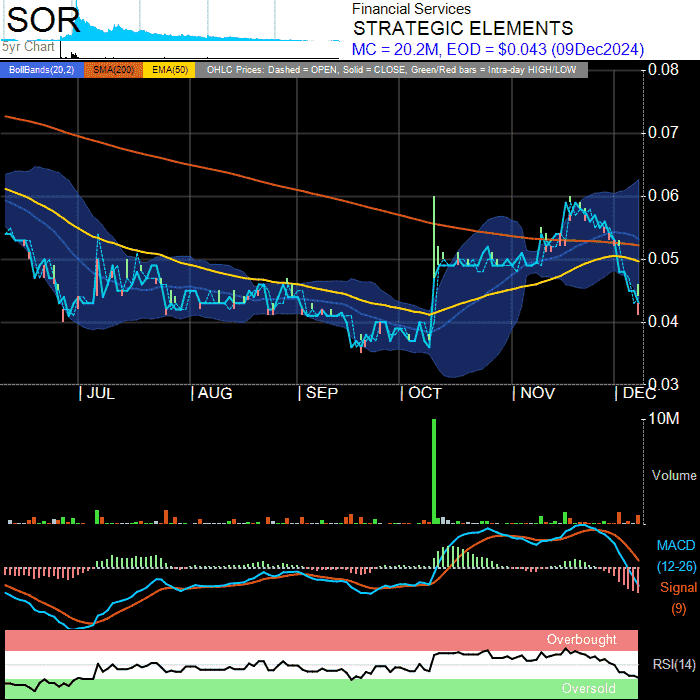 SOR
5yr Chart
Financial Services
STRATEGIC ELEMENTS
MC = 20.2M, EOD = $0.043 (09Dec2024)
BollBands(20,2) SMA(200) EMA(50) OHLC Prices: Dashed = OPEN, Solid = CLOSE, Green/Red bars = Intra-day HIGH/LOW
0.08
0.07
0.06
0.05
0.04
0.03
JUL AUG SEP OCT NOV DEC
10M
Volume
MACD
(12-26)
Signal
(9)
Overbought
RSI(14)
Oversold